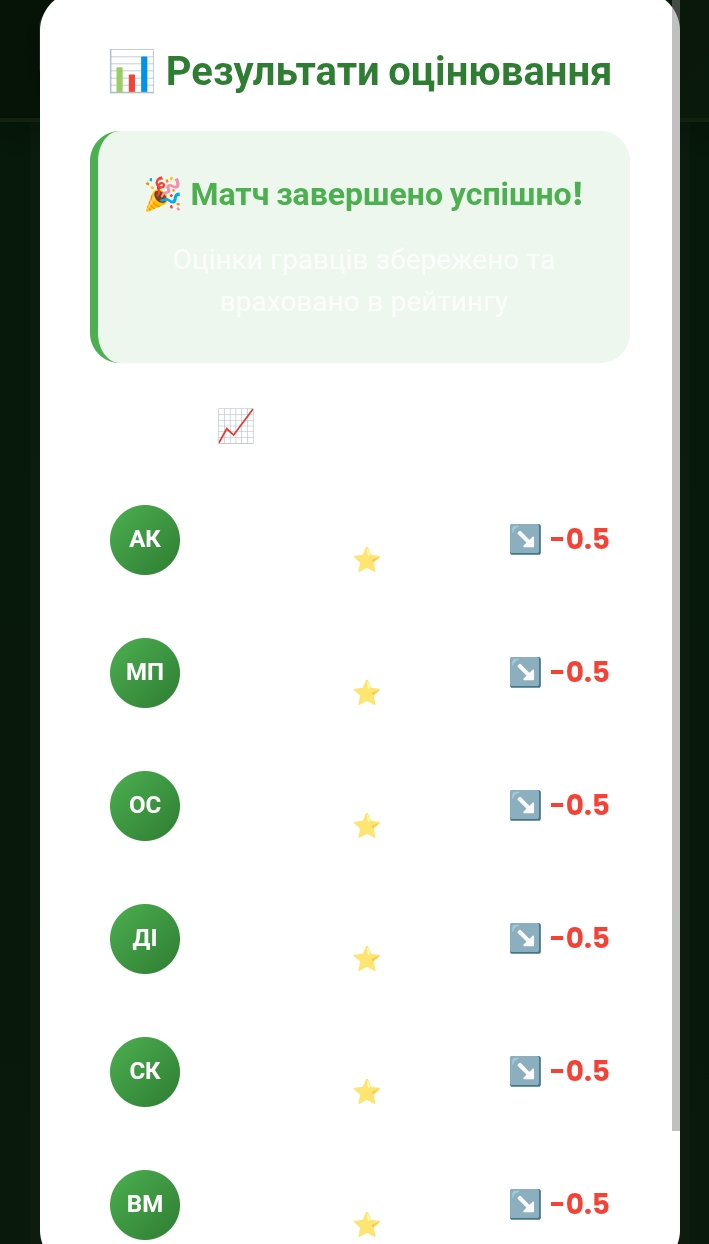 📊 Результати оцінювання
🎉 Матч завершено успішно!
Оцінки гравців збережено та
враховано в рейтингу
📈
АК ⭐ ↘️ -0.5
МП ⭐ ↘️ -0.5
ОС ⭐ ↘️ -0.5
ДІ ⭐ ↘️ -0.5
СК ⭐ ↘️ -0.5
ВМ ⭐ ↘️ -0.5